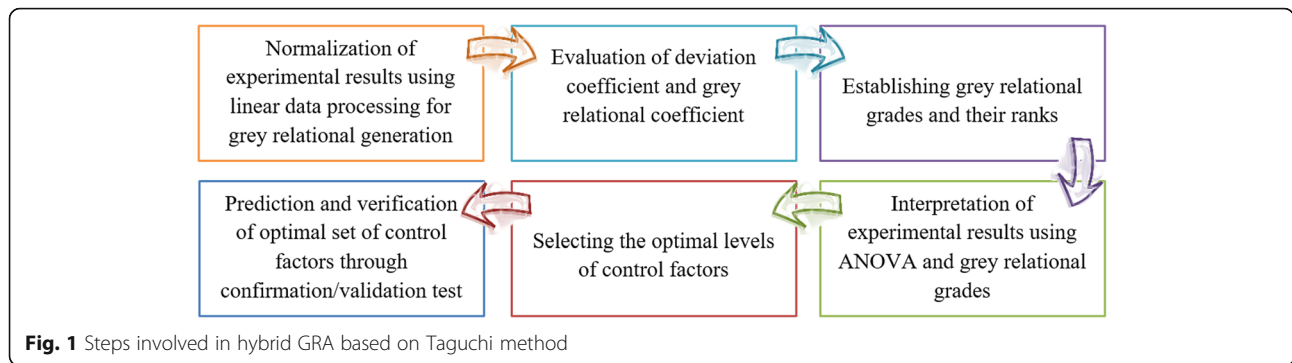 Normalization of
experimental results using
linear data processing for
grey relational generation
Evaluation of deviation
coefficient and grey
relational coefficient
Establishing grey relational
grades and their ranks
Interpretation of
experimental results using
ANOVA and grey relational
grades
Selecting the optimal levels
of control factors
Prediction and verification
of optimal set of control
factors through
confirmation/validation test
Fig. 1 Steps involved in hybrid GRA based on Taguchi method